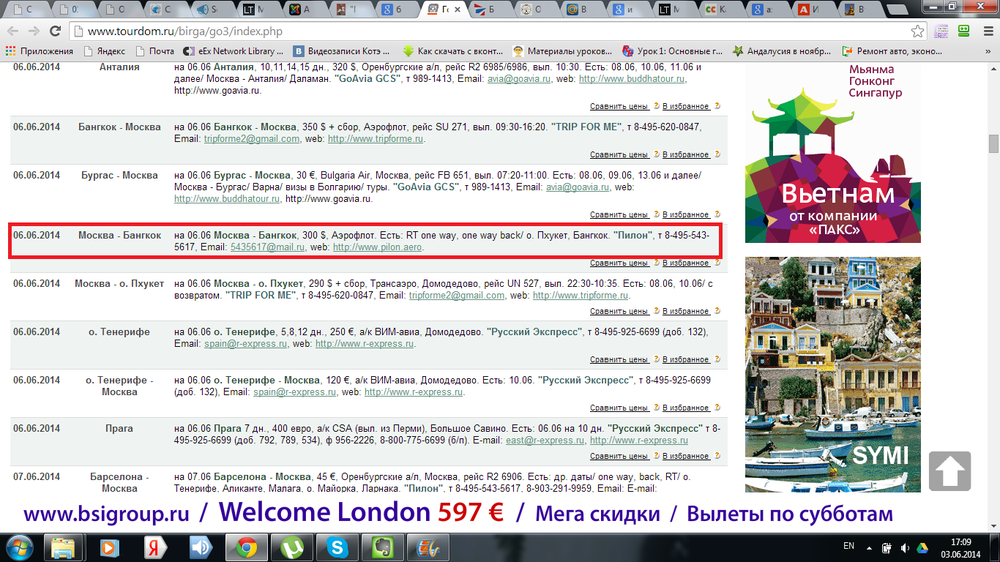 www.tourdom.ru/birga/go3/index.php
Приложения Яндекс Почта eEx Network Library ... Видеозаписи Котэ ... Как скачать с вконт... Материалы уроков... Урок 1: Основные г... Андалусия в ноябр... Ремонт авто, эконо...
06.06.2014 Анталия на 06.06 Анталия, 10,11,14,15 дн., 320 $, Оренбургские а/л, рейс R2 6985/6986, вып. 10:30. Есть: 08.06, 10.06, 11.06 и
далее/ Москва - Анталия/ Даламан. "GoAvia GCS", т 989-1413, Email: avia@goavia.ru, web: http://www.buddhatour.ru,
http://www.goavia.ru.
Сравнить цены ? В избранное ?
06.06.2014 Бангкок - Москва на 06.06 Бангкок - Москва, 350 $ + сбор, Аэрофлот, рейс SU 271, вып. 09:30-16:20. "TRIP FOR ME", т 8-495-620-0847,
Email: tripforme2@gmail.com, web: http://www.tripforme.ru.
Сравнить цены ? В избранное ?
06.06.2014 Бургас - Москва на 06.06 Бургас - Москва, 30 €, Bulgaria Air, Москва, рейс FB 651, вып. 07:20-11:00. Есть: 08.06, 09.06, 13.06 и далее/
Москва - Бургас/ Варна/ визы в Болгарию/ туры. "GoAvia GCS", т 989-1413, Email: avia@goavia.ru, web:
http://www.buddhatour.ru, http://www.goavia.ru.
Сравнить цены ? В избранное ?
06.06.2014 Москва - Бангкок на 06.06 Москва - Бангкок, 300 $, Аэрофлот. Есть: RT one way, one way back/ о. Пхукет, Бангкок. "Пилон", т 8-495-543-
5617, Email: 5435617@mail.ru, web: http://www.pilon.aero.
Сравнить цены ? В избранное ?
06.06.2014 Москва - о. Пхукет на 06.06 Москва - о. Пхукет, 290 $ + сбор, Трансаэро, Домодедово, рейс UN 527, вып. 22:30-10:35. Есть: 08.06, 10.06/ с
возвратом. "TRIP FOR ME", т 8-495-620-0847, Email: tripforme2@gmail.com, web: http://www.tripforme.ru.
Сравнить цены ? В избранное ?
06.06.2014 о. Тенерифе на 06.06 о. Тенерифе, 5,8,12 дн., 250 €, а/к ВИМ-авиа, Домодедово. "Русский Экспресс", т 8-495-925-6699 (доб. 132),
Email: spain@r-express.ru, web: http://www.r-express.ru.
Сравнить цены ? В избранное ?
06.06.2014 о. Тенерифе - Москва на 06.06 о. Тенерифе - Москва, 120 €, а/к ВИМ-авиа, Домодедово. Есть: 10.06. "Русский Экспресс", т 8-495-925-6699
(доб. 132), Email: spain@r-express.ru, web: http://www.r-express.ru.
Сравнить цены ? В избранное ?
06.06.2014 Прага на 06.06 Прага 7 дн., 400 евро, а/к CSA (вып. из Перми), Большое Савино. Есть: 06.06 на 10 дн. "Русский Экспресс" т 8-
495-925-6699 (доб. 792, 789, 534), ф 956-2226, 8-800-775-6699 (б/п). E-mail: east@r-express.ru, http://www.r-express.ru
Сравнить цены ? В избранное ?
07.06.2014 Барселона - Москва на 07.06 Барселона - Москва, 45 €, Оренбургские а/л, Москва, рейс R2 6906. Есть: др. даты/ one way, back, RT/ о.
Тенерифе, Аликанте, Малага, о. Майорка, Ларнака. "Пилон", т 8-495-543-5617, 8-903-291-9959, Email: E-mail:
Мьянма
Гонконг
Сингапур
Вьетнам
от компании
«ПАКС»
SYMI
www.bsigroup.ru / Welcome London 597 € / Мега скидки / Вылеты по субботам
EN 17:09
03.06.2014